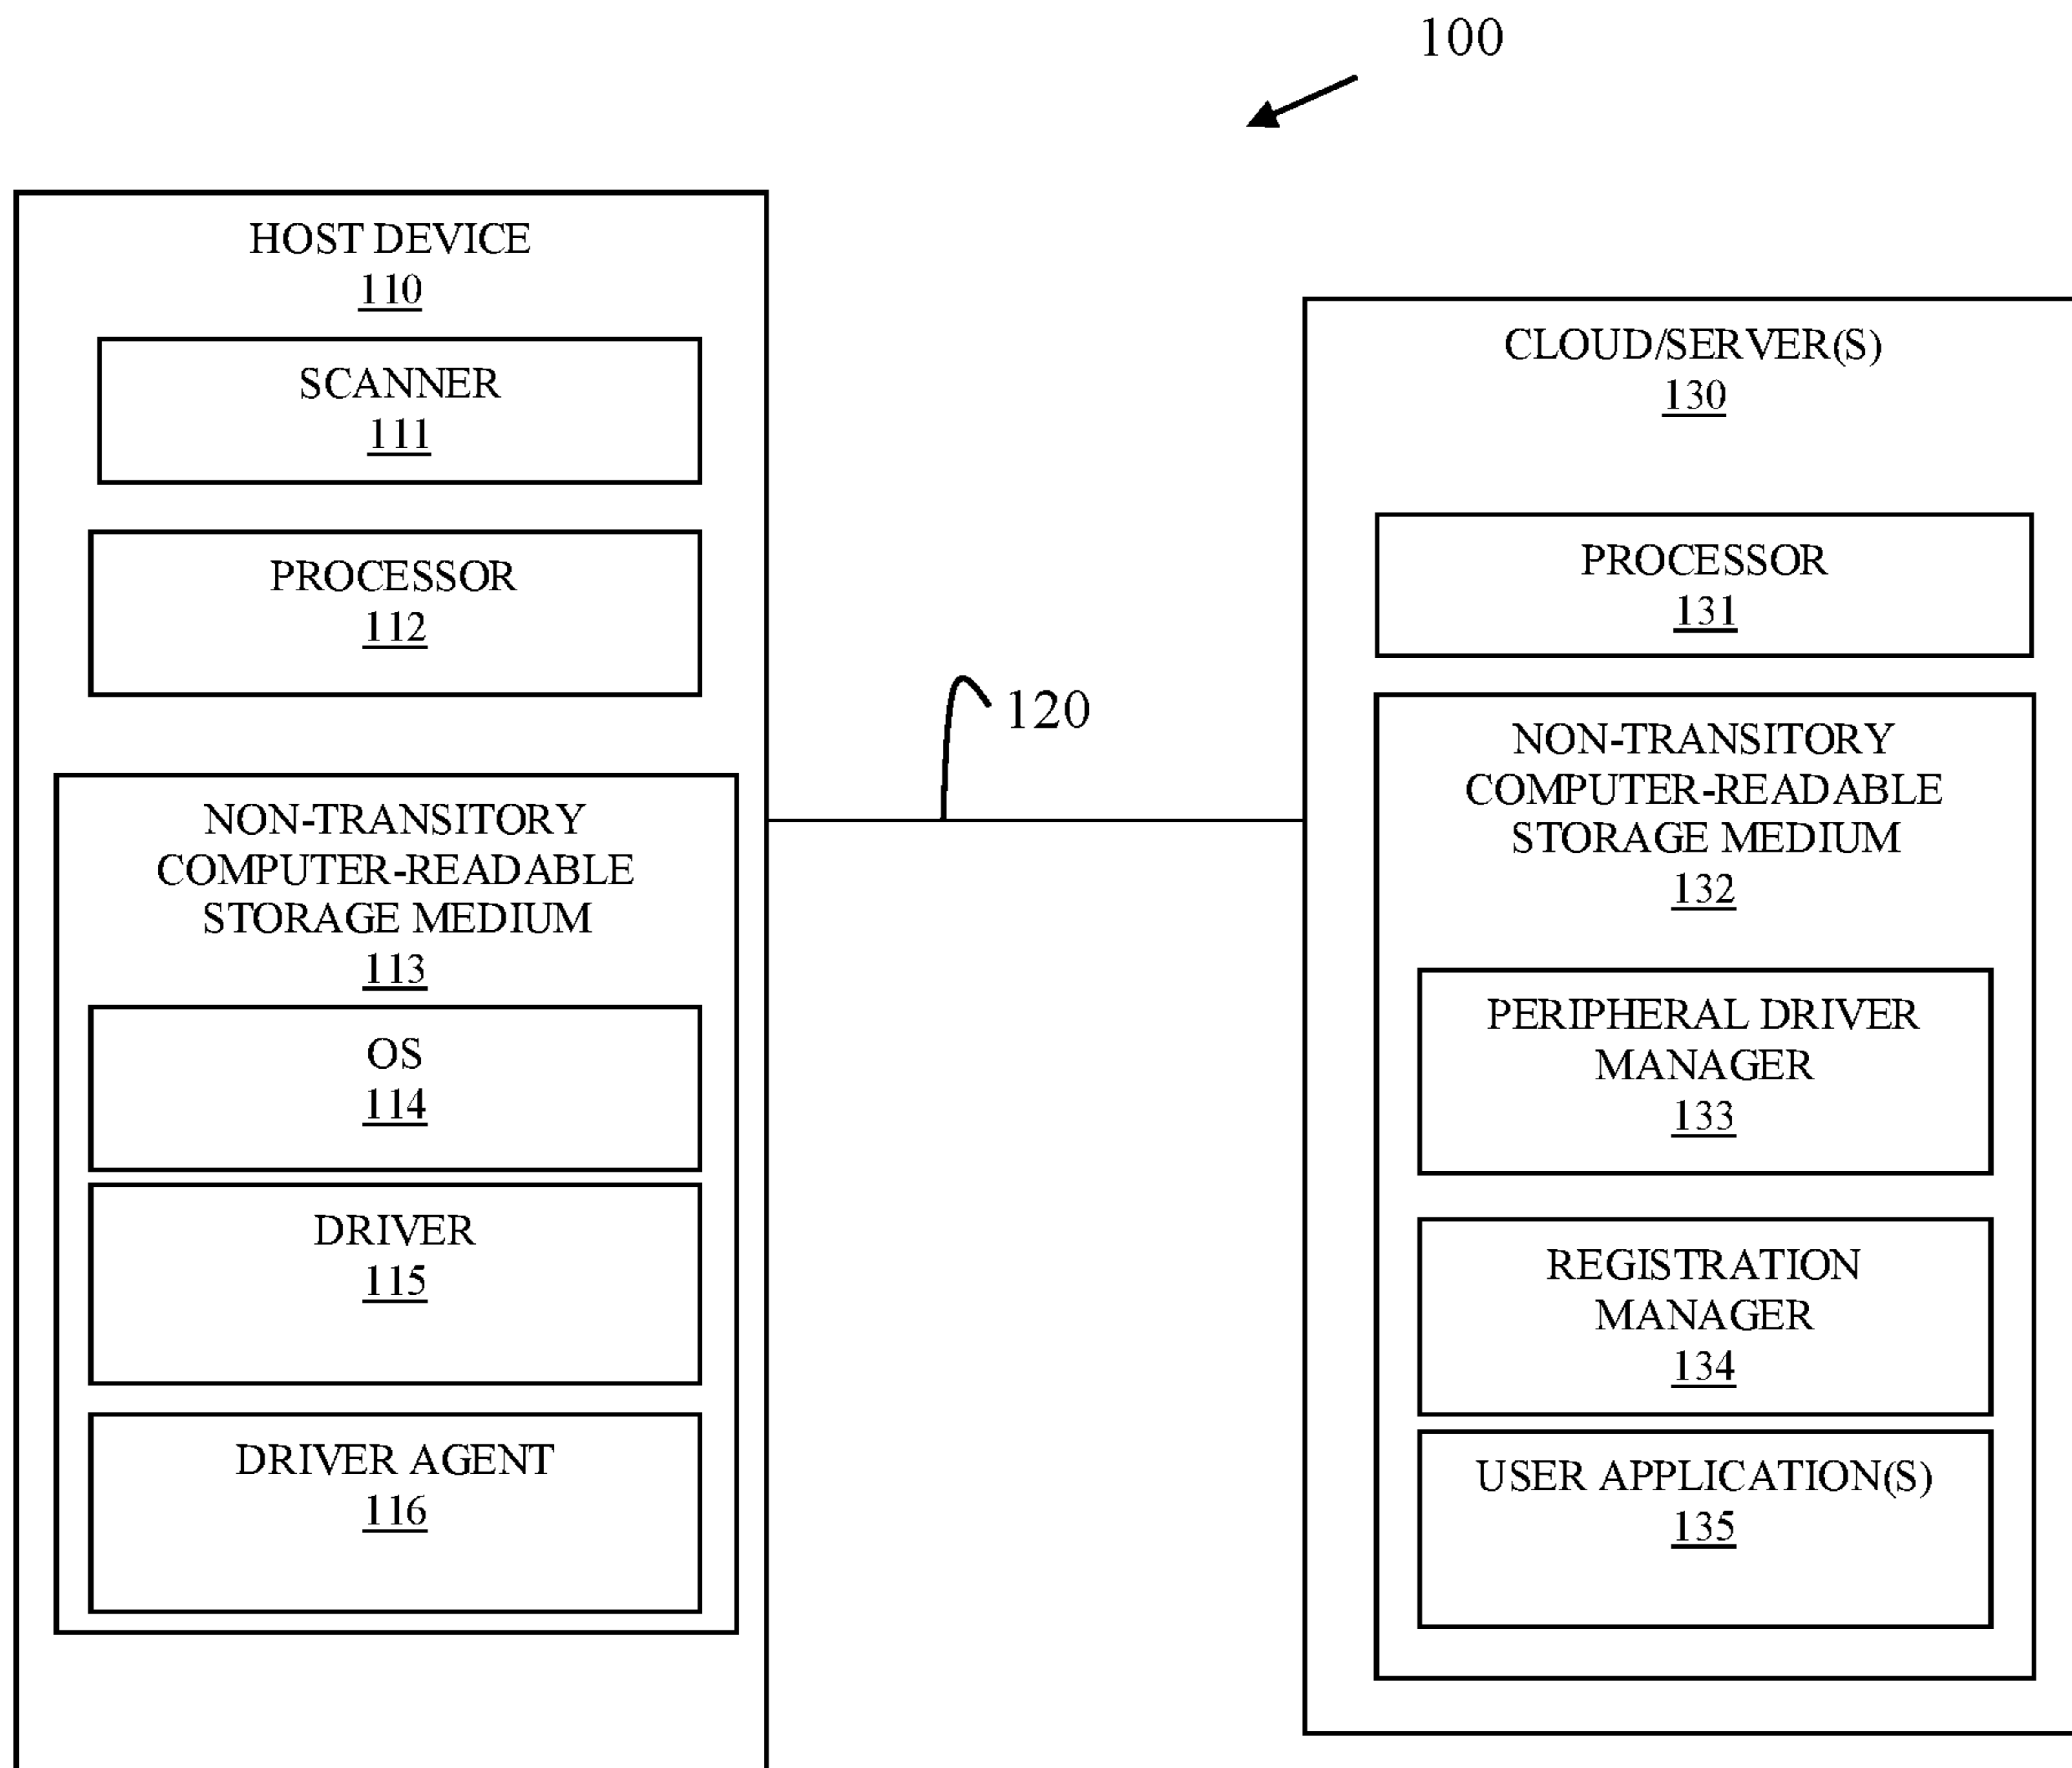 100
HOST DEVICE
110
SCANNER
111
PROCESSOR
112
NON-TRANSITORY
COMPUTER-READABLE
STORAGE MEDIUM
113
OS
114
DRIVER
115
DRIVER AGENT
116
120
CLOUD/SERVER(S)
130
PROCESSOR
131
NON-TRANSITORY
COMPUTER-READABLE
STORAGE MEDIUM
132
PERIPHERAL DRIVER
MANAGER
133
REGISTRATION
MANAGER
134
USER APPLICATION(S)
135